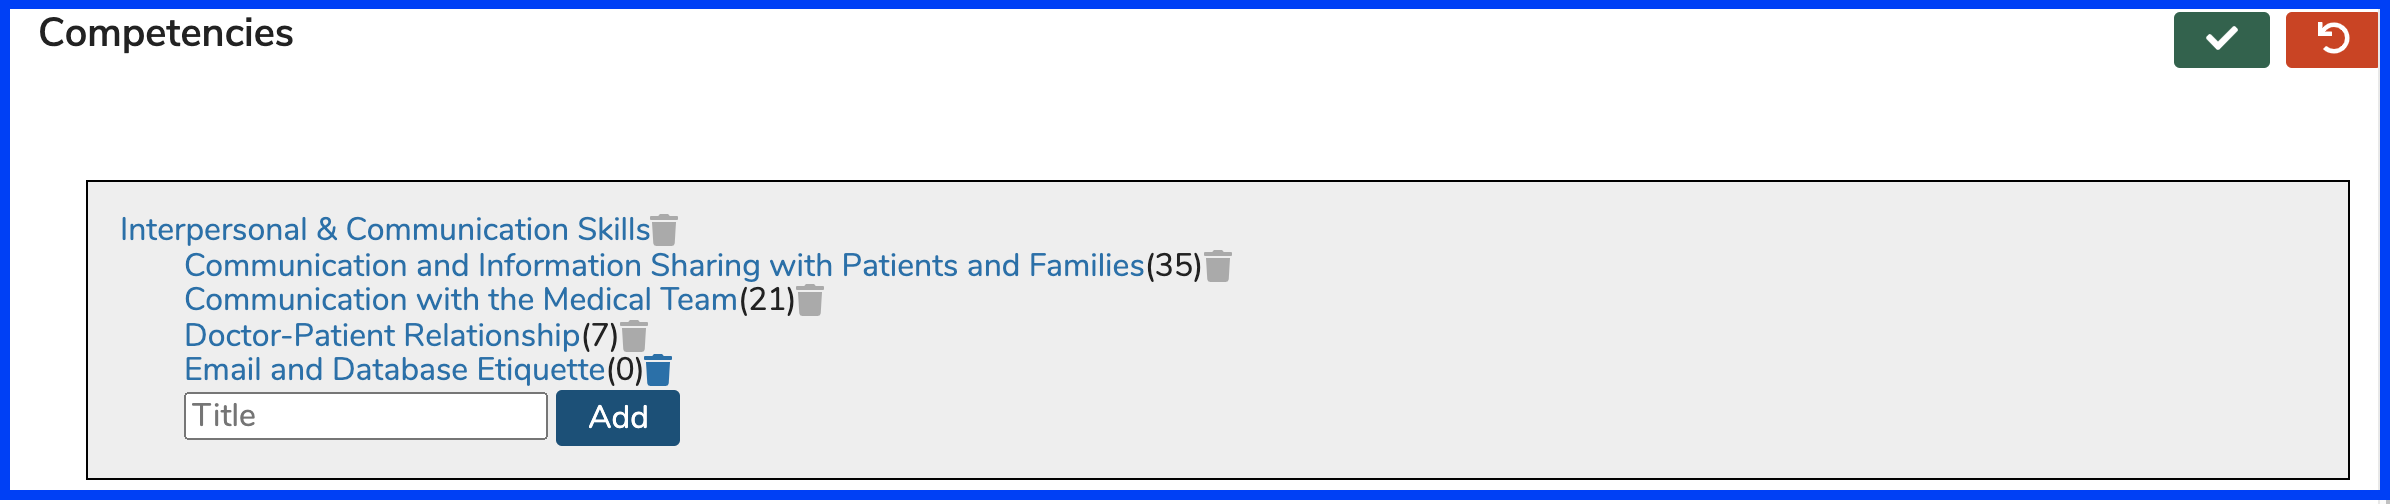 Competencies
Interpersonal & Communication Skills
Communication and Information Sharing with Patients and Families(35)
Communication with the Medical Team(21)
Doctor-Patient Relationship(7)
Email and Database Etiquette(0)
Title Add